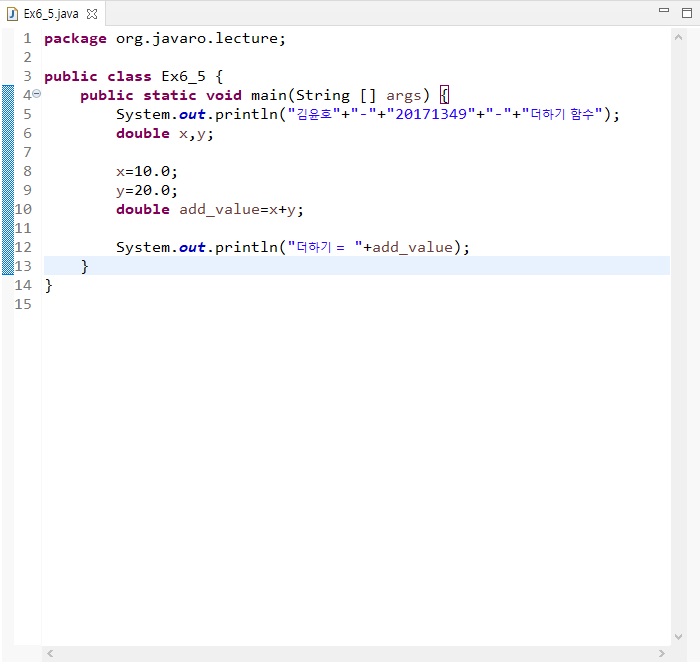 Ex6_5.java
1 package org.javaro.lecture;
2
3 public class Ex6_5 {
4 public static void main(String [] args) {
5 System.out.println("김윤호"+"-"+"20171349"+"-"+"더하기 함수");
6 double x,y;
7
8 x=10.0;
9 y=20.0;
10 double add_value=x+y;
11
12 System.out.println("더하기 = "+add_value);
13 }
14 }
15